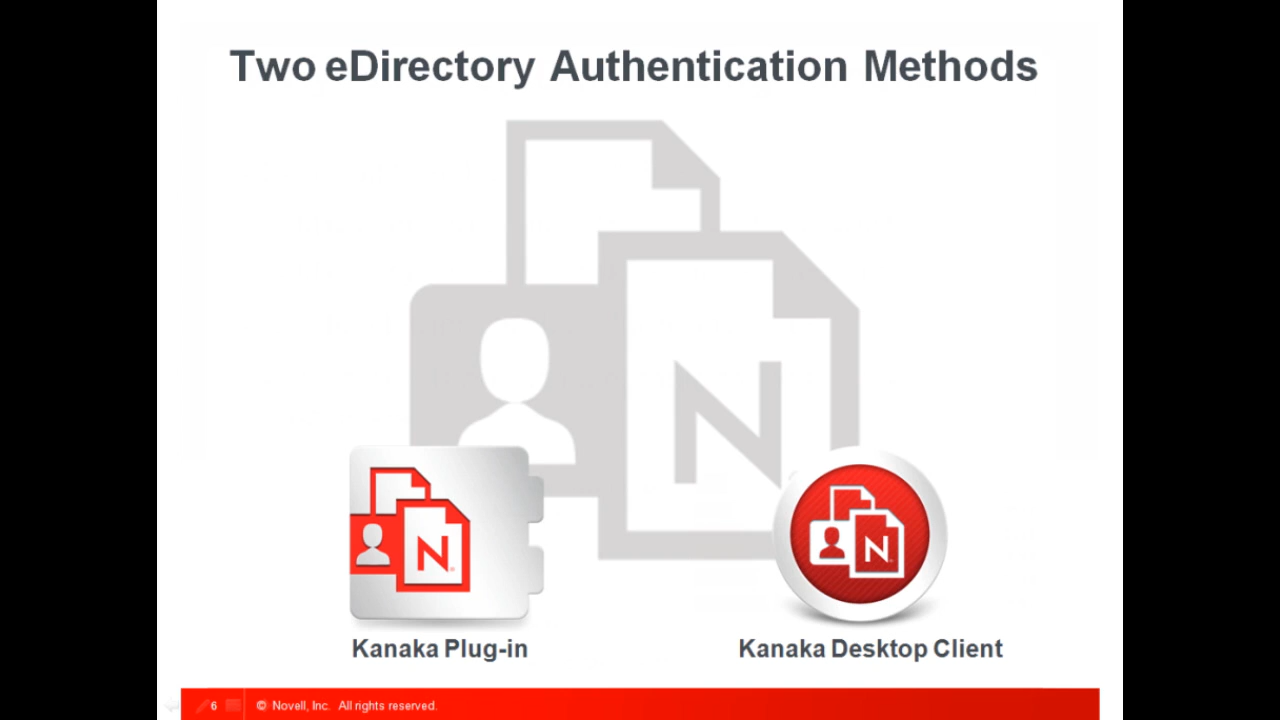 Two eDirectory Authentication Methods
N
N
N
Kanaka Plug-in
Kanaka Desktop Client
6
© Novell, Inc. All rights reserved.